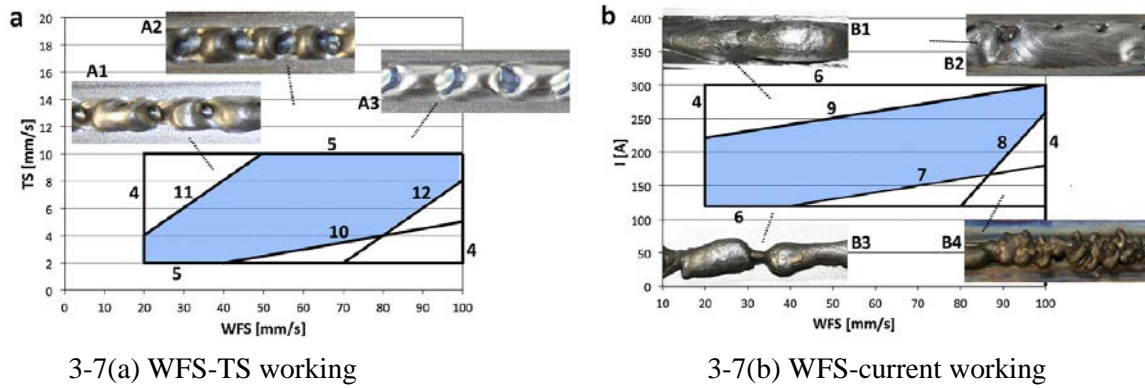 a
TS [mm/s]
20
18
16
14
12
10
8
6
4
2
0
A2
A1
A3
5
4
11
12
10
4
5
0 10 20 30 40 50 60 70 80 90 100
WFS [mm/s]
3-7(a) WFS-TS working
b
I [A]
400
350
300
250
200
150
100
50
0
B1
B2
6
4
9
8
4
7
6
B3
B4
10 20 30 40 50 60 70 80 90 100
WFS [mm/s]
3-7(b) WFS-current working